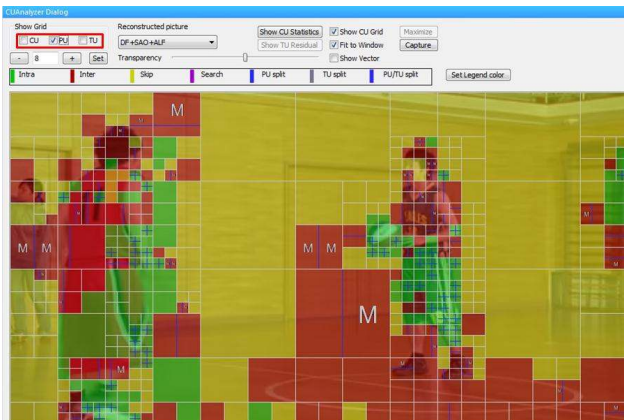 CUAnalyzer Dialog
Show Grid
CU PU TU
- 8 + Set
Reconstructed picture
DF+SAO+ALF
Transparency
Show CU Statistics
Show TU Residual
Show CU Grid
Fit to Window
Show Vector
Maximize
Capture
Intra Inter Skip Search PU split TU split PU/TU split
Set Legend color
M
M
M M
M M
M
M
M
M